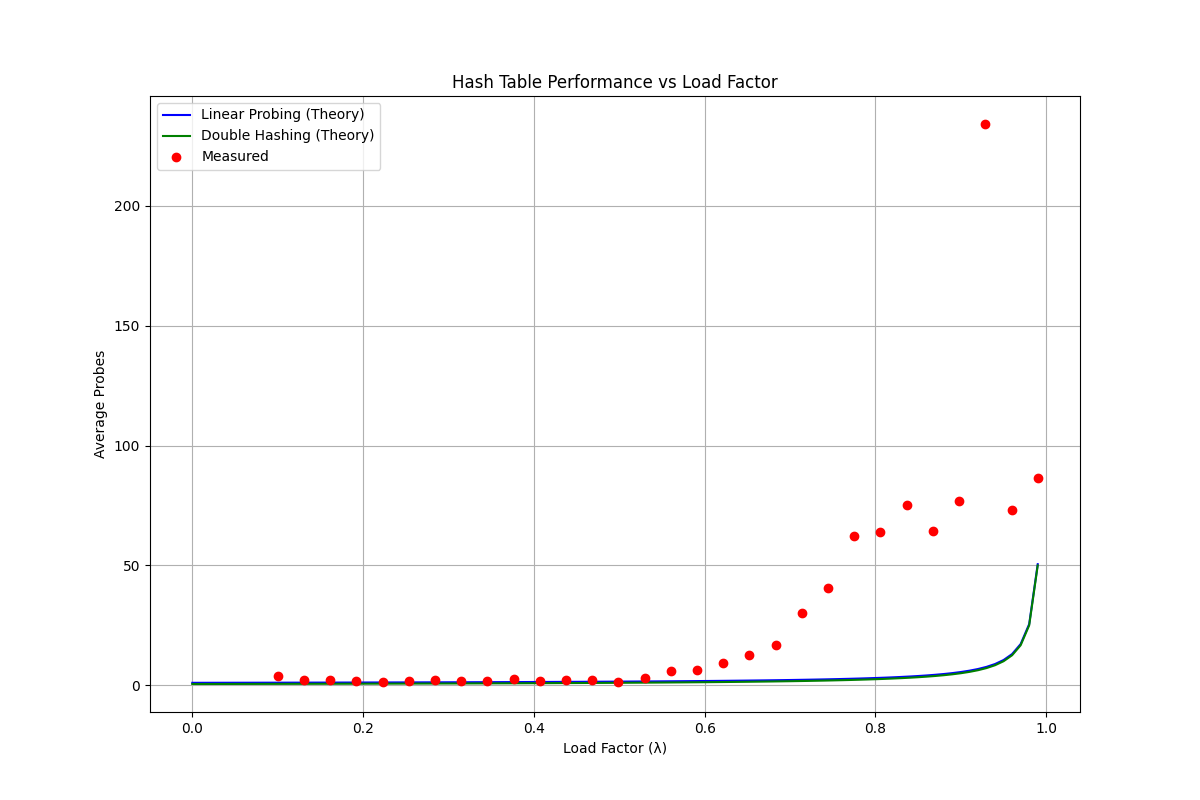 Hash Table Performance vs Load Factor
Linear Probing (Theory)
Double Hashing (Theory)
Measured
200
150
100
50
0
Average Probes
0.0 0.2 0.4 0.6 0.8 1.0
Load Factor (λ)